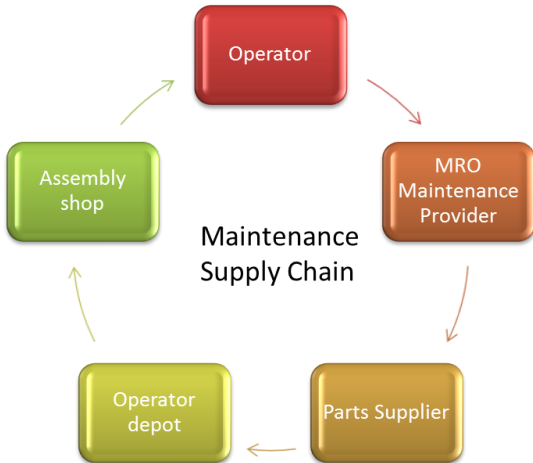 Operator
MRO
Maintenance
Provider
Parts Supplier
Operator
depot
Assembly
shop
Maintenance
Supply Chain